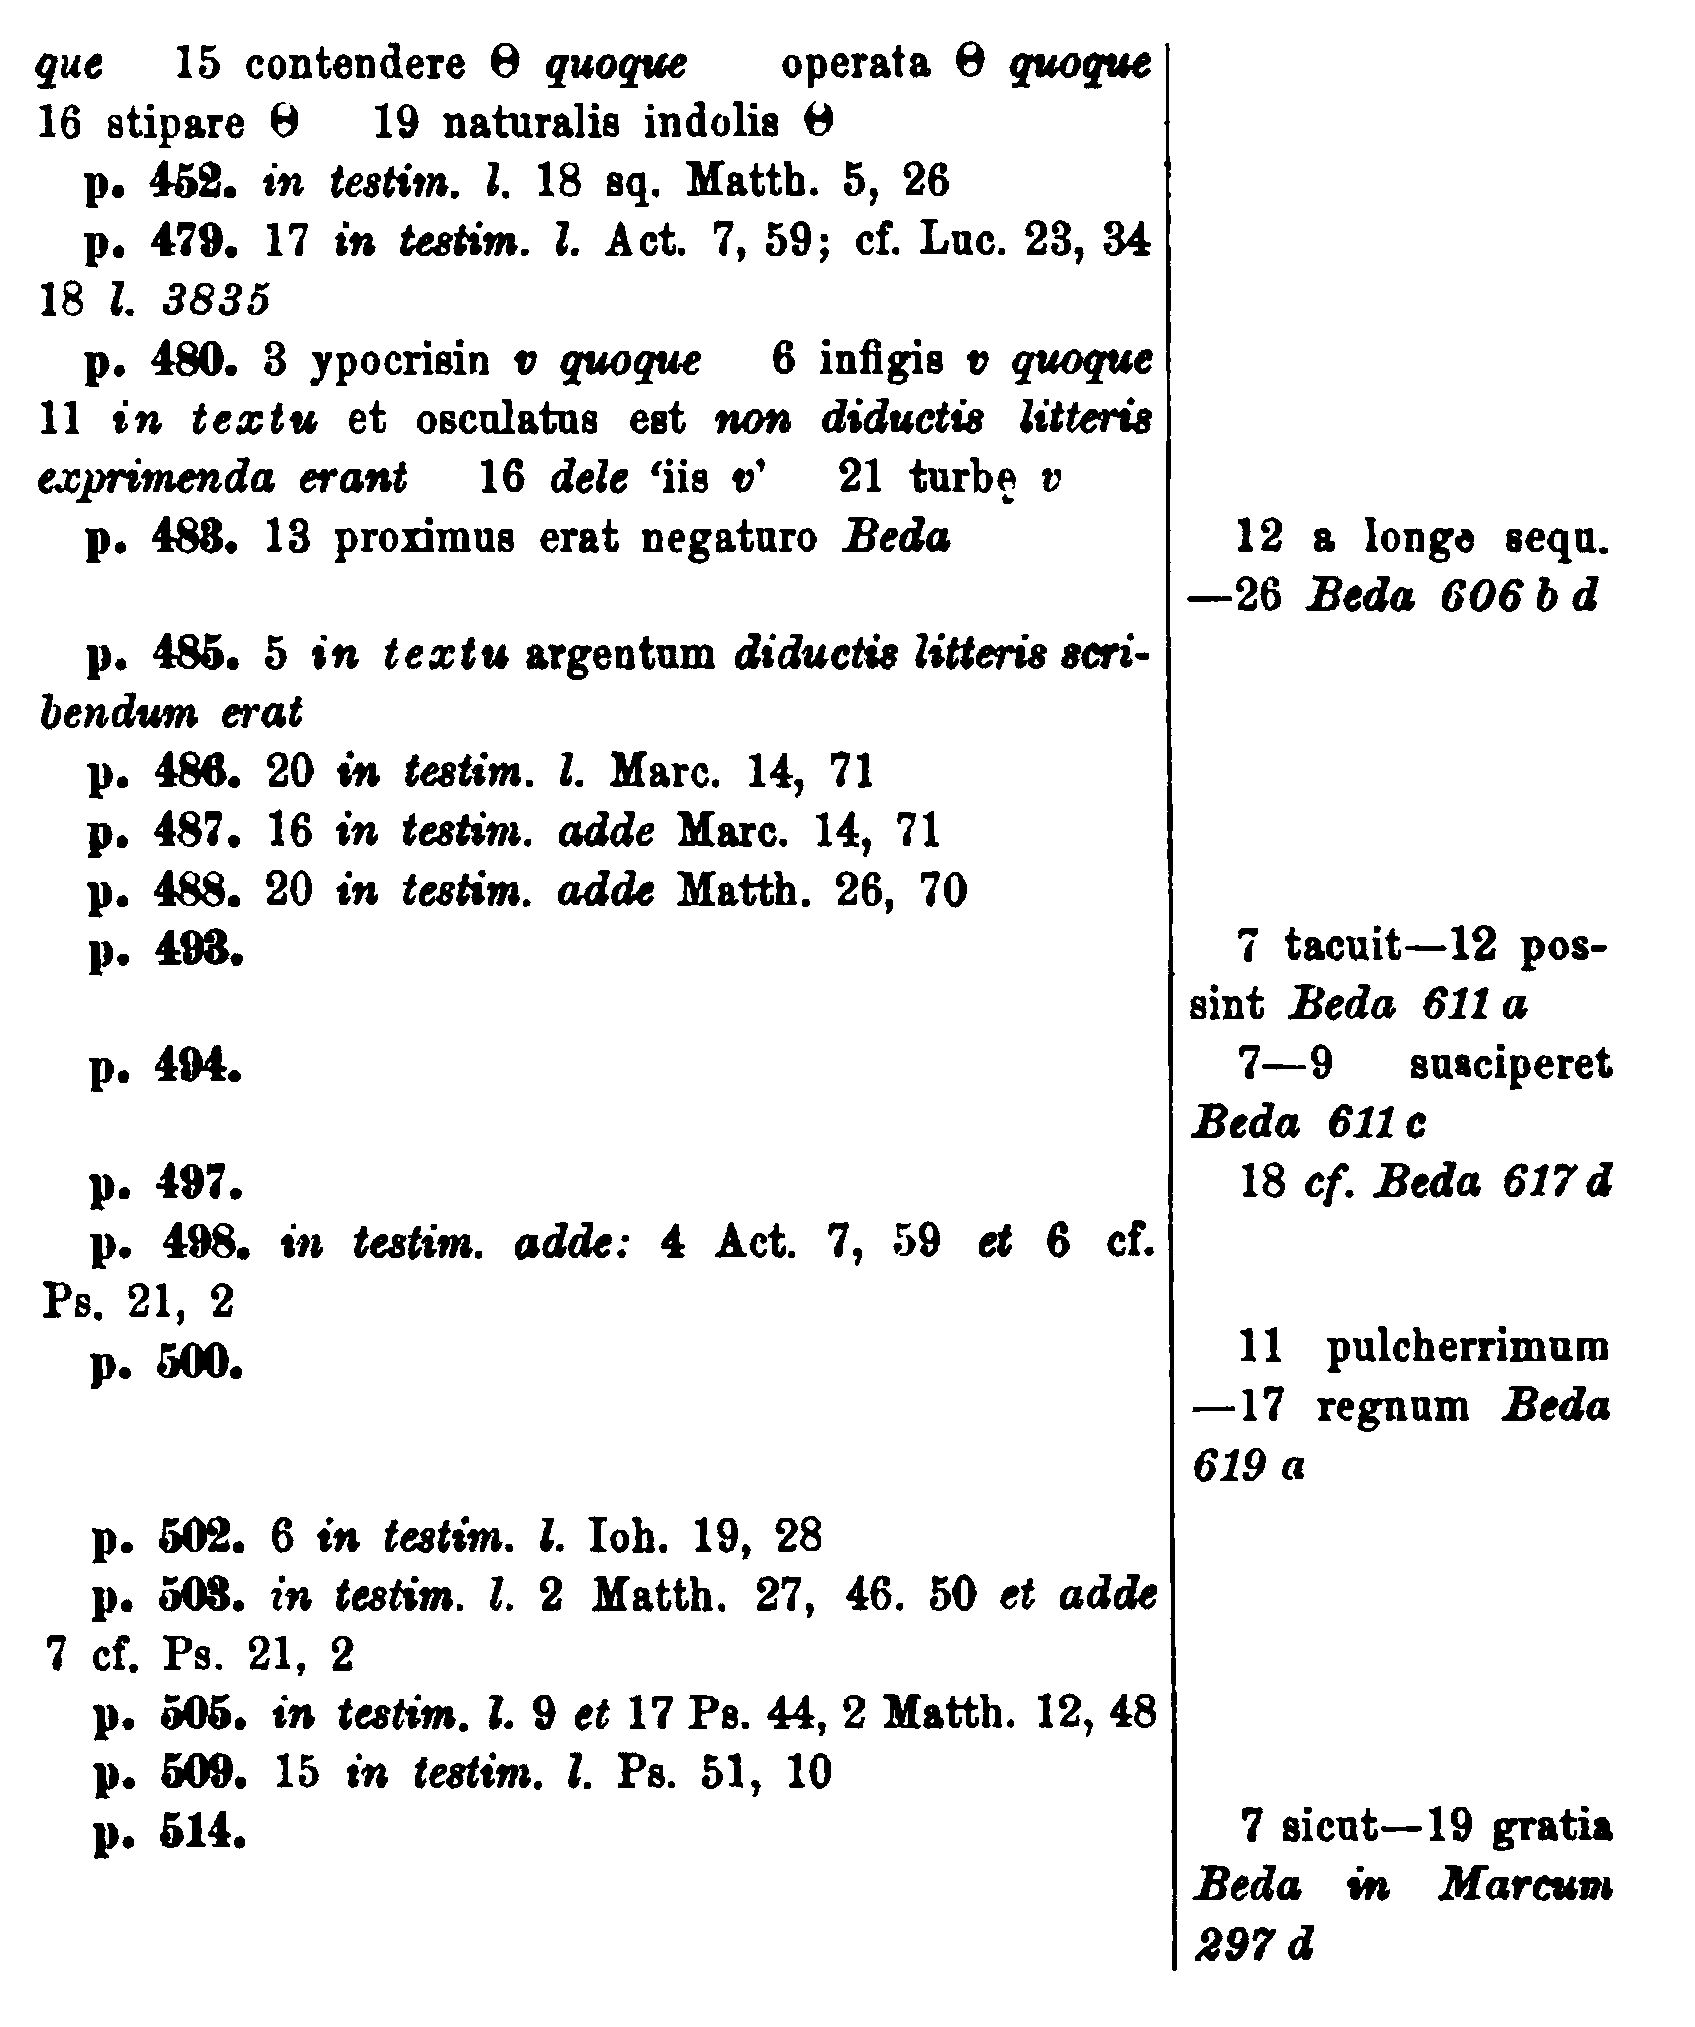 que 15 contendere Θ quoque operata Θ quoque
16 stipare Θ 19 naturalis indolis Θ
p. 452. in testim. l. 18 sq. Matth. 5, 26
p. 479. 17 in testim. l. Act. 7, 59; cf. Luc. 23, 34
18 l. 3835
p. 480. 3 ypocrisin v quoque 6 infigis v quoque
11 in textu et osculatus est non diductis litteris
exprimenda erant 16 dele ‘iis v’ 21 turbę v
p. 483. 13 proximus erat negaturo Beda
12 a longe sequ.
—26 Beda 606 b d
p. 485. 5 in textu argentum diductis litteris scri-
bendum erat
p. 486. 20 in testim. l. Marc. 14, 71
p. 487. 16 in testim. adde Marc. 14, 71
p. 488. 20 in testim. adde Matth. 26, 70
p. 493.
7 tacuit—12 pos-
sint Beda 611 a
p. 494.
7—9 susciperet
Beda 611 c
p. 497.
18 cf. Beda 617 d
p. 498. in testim. adde: 4 Act. 7, 59 et 6 cf.
Ps. 21, 2
p. 500.
11 pulcherrimum
—17 regnum Beda
619 a
p. 502. 6 in testim. l. Ioh. 19, 28
p. 503. in testim. l. 2 Matth. 27, 46. 50 et adde
7 cf. Ps. 21, 2
p. 505. in testim. l. 9 et 17 Ps. 44, 2 Matth. 12, 48
p. 509. 15 in testim. l. Ps. 51, 10
p. 514.
7 sicut—19 gratia
Beda in Marcum
297 d